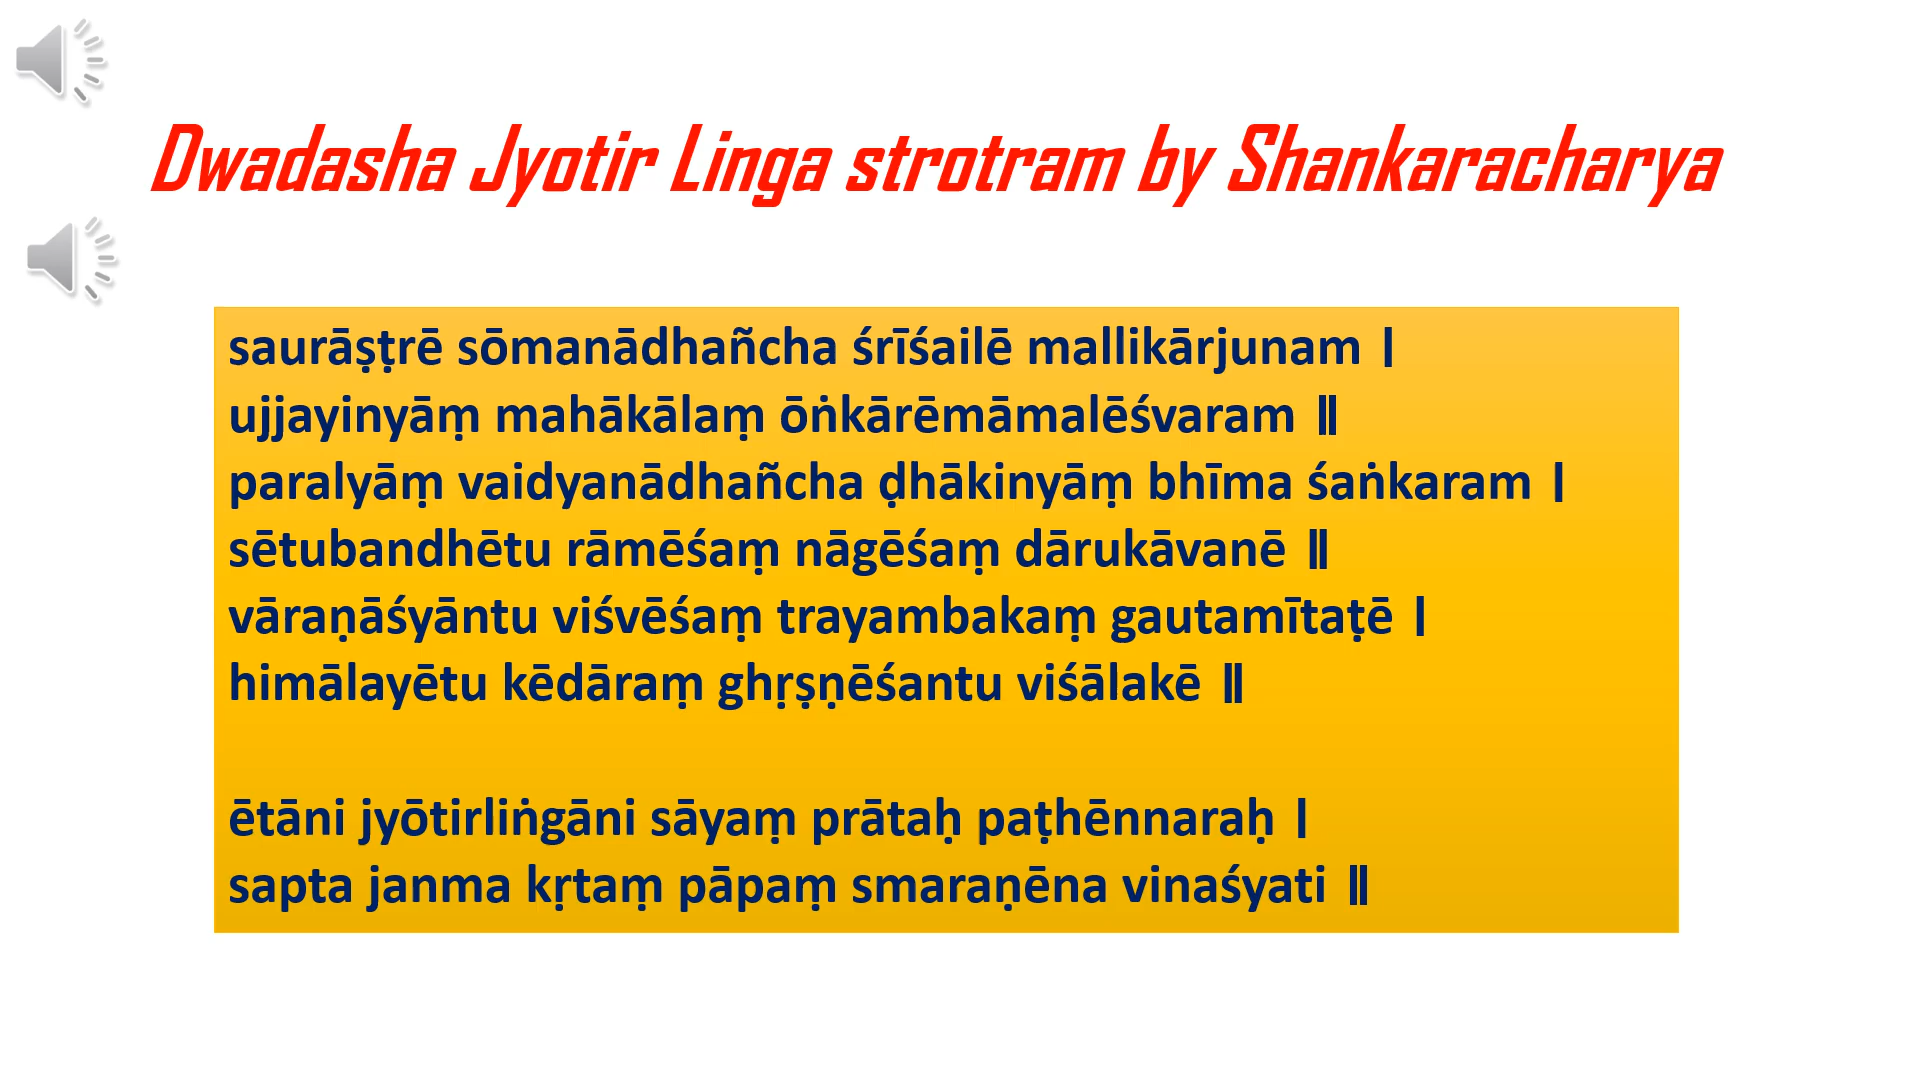 Dwadasha Jyotir Linga strotram by Shankaracharya
saurāṣṭrē sōmanādhañcha śrīśailē mallikārjunam ।
ujjayinyāṃ mahākālaṃ ōṅkārēmāmalēśvaram ॥
paralyāṃ vaidyanādhañcha ḍhākinyāṃ bhīma śaṅkaram ।
sētubandhētu rāmēśaṃ nāgēśaṃ dārukāvanē ॥
vāraṇāśyāntu viśvēśaṃ trayambakaṃ gautamītaṭē ।
himālayētu kēdāraṃ ghṛṣṇēśantu viśālakē ॥
ētāni jyōtirliṅgāni sāyaṃ prātaḥ paṭhēnnaraḥ ।
sapta janma kṛtaṃ pāpaṃ smaraṇēna vinaśyati ॥